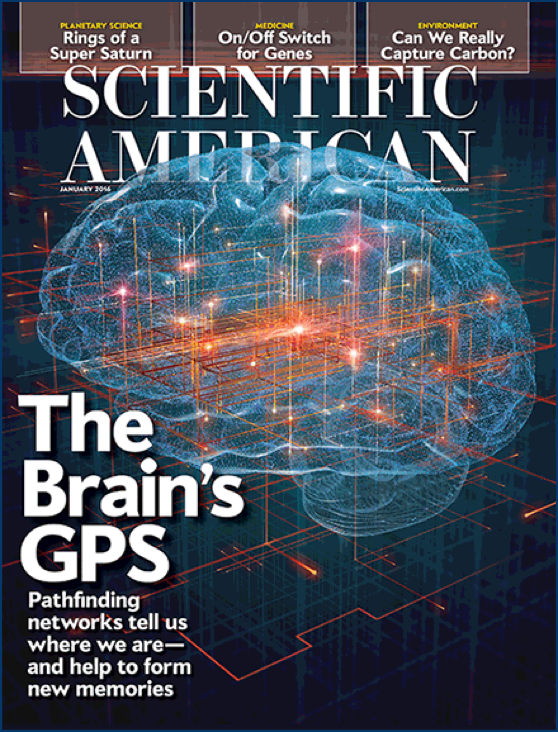 PLANETARY SCIENCE
Rings of a
Super Saturn
MEDICINE
On/Off Switch
for Genes
ENVIRONMENT
Can We Really
Capture Carbon?
SCIENTIFIC
AMERICAN
JANUARY 2016
ScientificAmerican.com
The
Brain's
GPS
Pathfinding
networks tell us
where we are—
and help to form
new memories